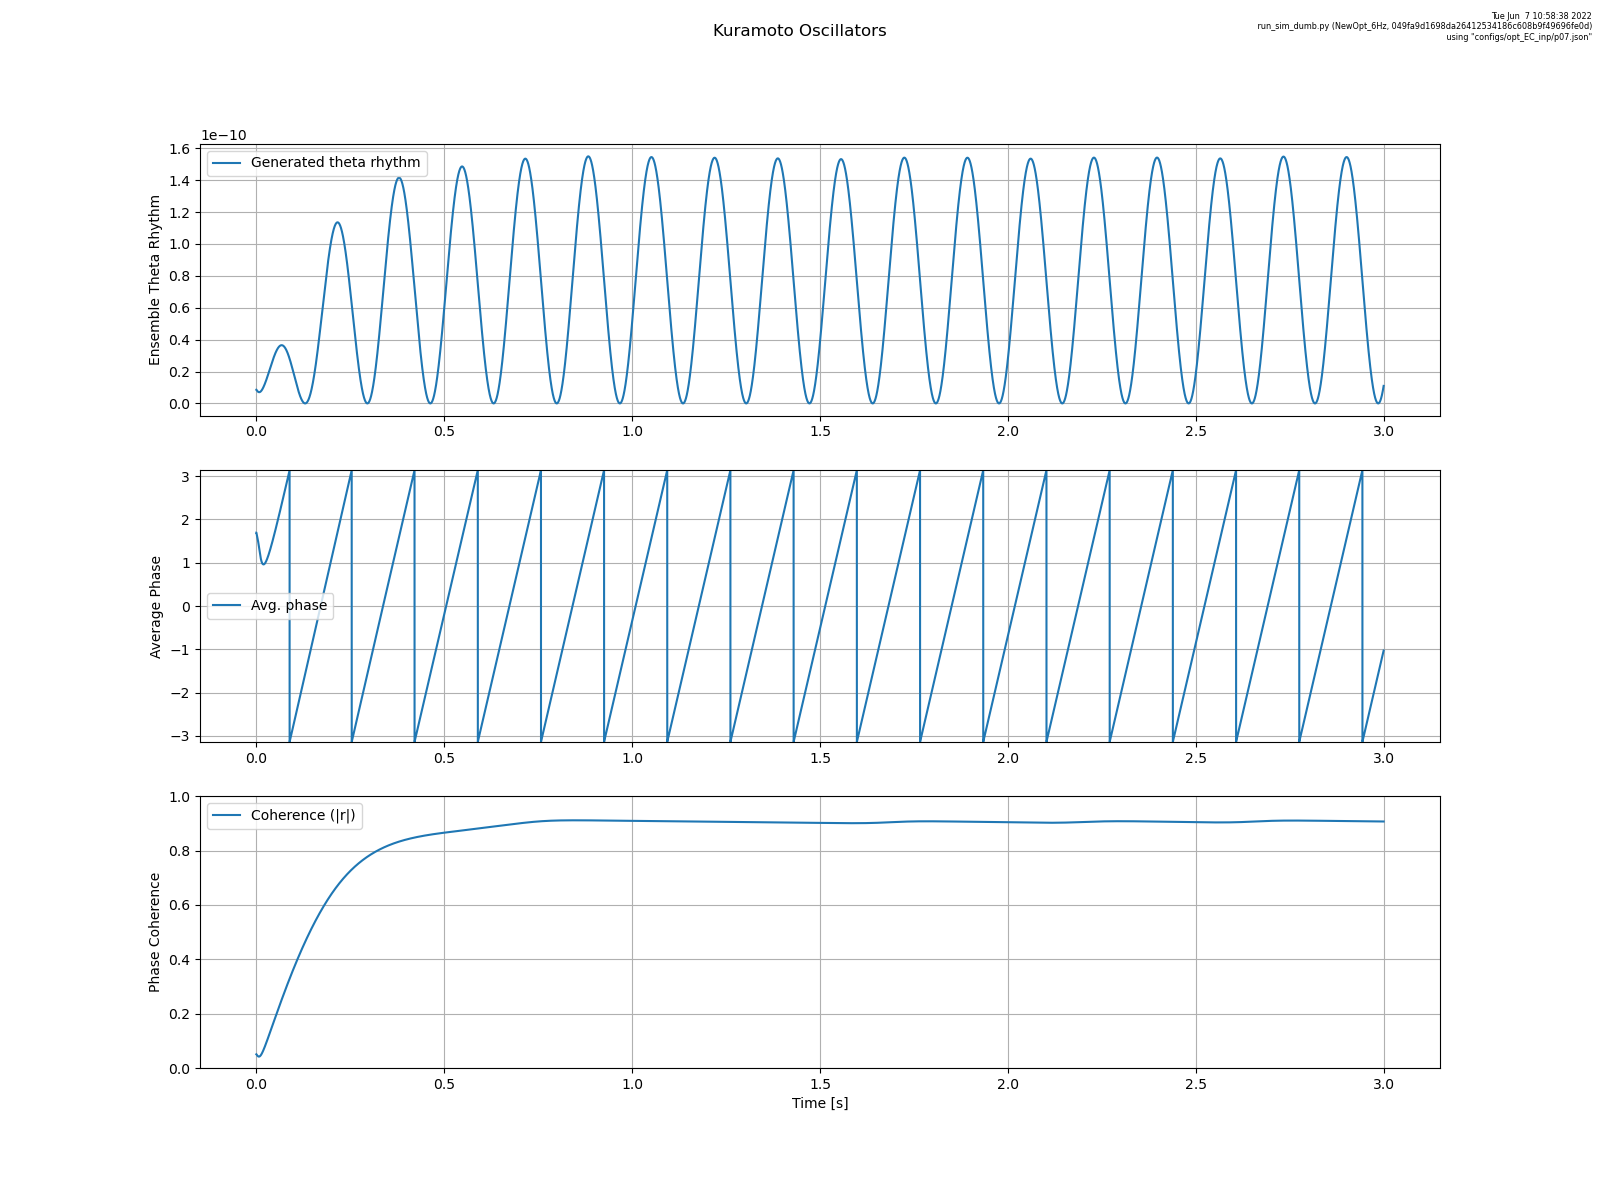 Tue Jun  7 10:58:38 2022
run_sim_dumb.py (NewOpt_6Hz, 049fa9d1698da26412534186c608b9f49696fe0d)
using "configs/opt_EC_inp/p07.json"
Kuramoto Oscillators
1e−10
Generated theta rhythm
Ensemble Theta Rhythm
1.6
1.4
1.2
1.0
0.8
0.6
0.4
0.2
0.0
0.0 0.5 1.0 1.5 2.0 2.5 3.0
Avg. phase
Average Phase
3
2
1
0
−1
−2
−3
0.0 0.5 1.0 1.5 2.0 2.5 3.0
Coherence (|r|)
Phase Coherence
1.0
0.8
0.6
0.4
0.2
0.0
0.0 0.5 1.0 1.5 2.0 2.5 3.0
Time [s]